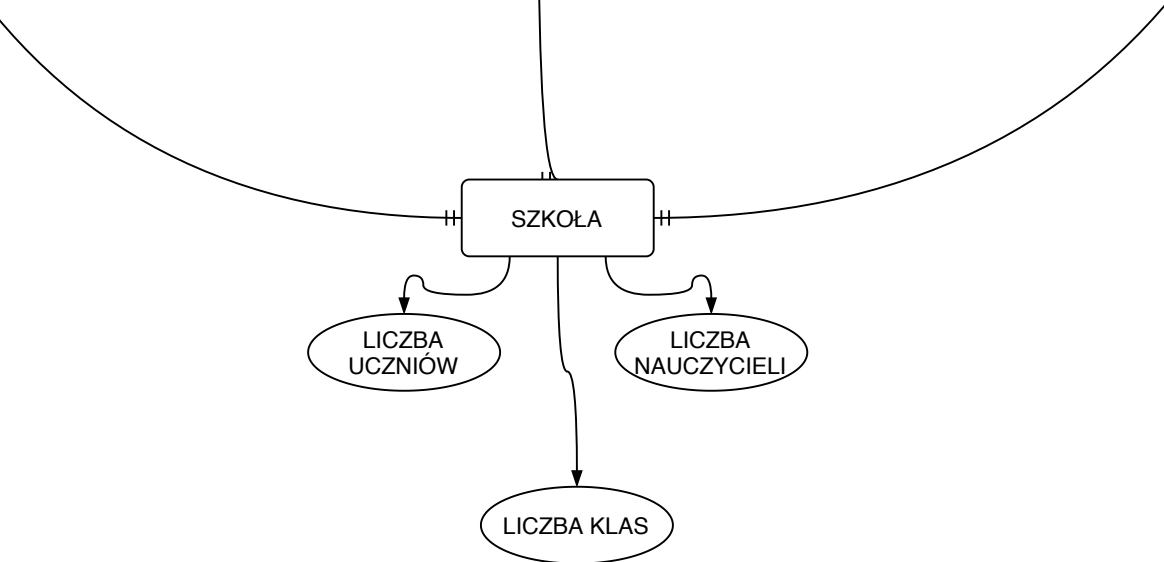 SZKOŁA
LICZBA
UCZNIÓW
LICZBA
NAUCZYCIELI
LICZBA KLAS